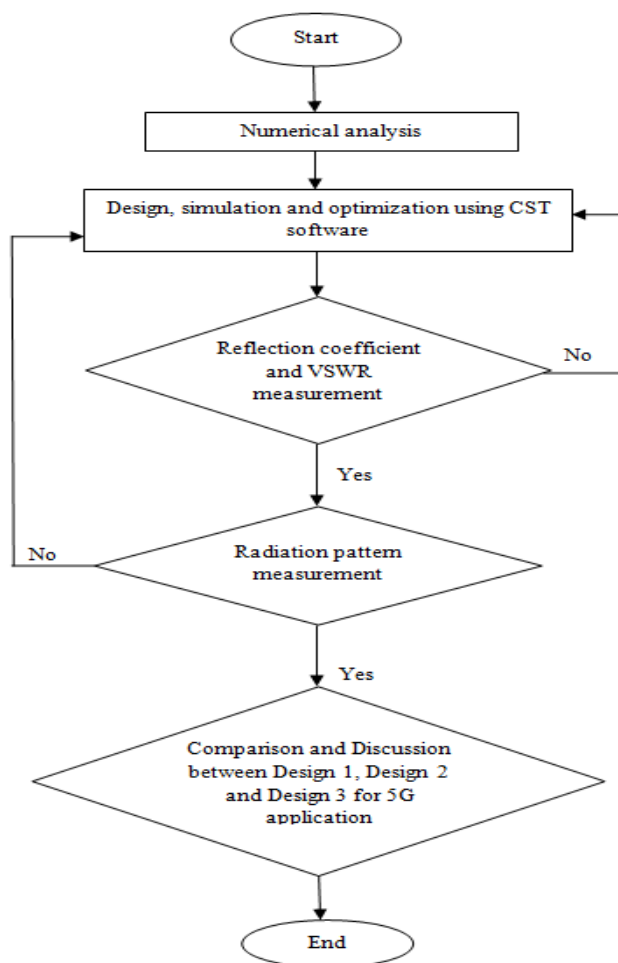 Start
Numerical analysis
Design, simulation and optimization using CST
software
Reflection coefficient
and VSWR
measurement
No
Yes
Radiation pattern
measurement
No
Yes
Comparison and Discussion
between Design 1, Design 2
and Design 3 for 5G
application
End